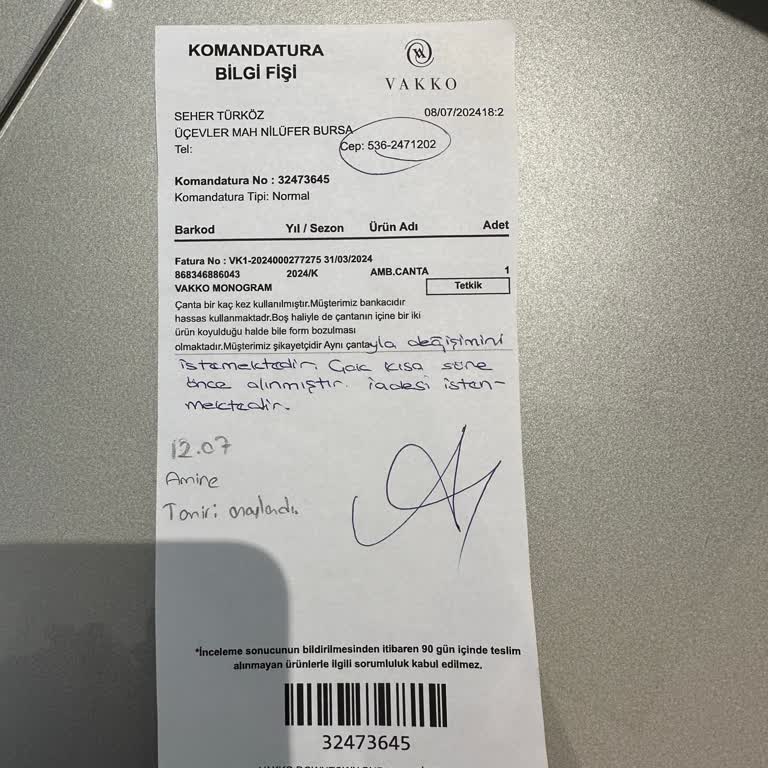 KOMANDATURA
BİLGİ FİŞİ
VAKKO
SEHER TÜRKÖZ
08/07/202418:2
ÜÇEVLER MAH NİLÜFER BURSA
Tel:
Cep: 536-2471202
Komandatura No : 32473645
Komandatura Tipi: Normal
Barkod Yıl / Sezon Ürün Adı Adet
Fatura No : VK1-2024000277275 31/03/2024
868346886043 2024/K AMB.CANTA 1
VAKKO MONOGRAM Tetkik
Çanta bir kaç kez kullanılmıştır.Müşterimiz bankacıdır
hassas kullanmaktadr.Boş haliyle de çantanın içine bir iki
ürün koyulduğu halde bile form bozulması
olmaktadır.Müşterimiz şikayetçidir Aynı çantayla değişimini
istemektedir. Çok kısa süre
önce alınmıştır. iadesi isten-
mektedir.
12.07
Amine
Tamiri onaylandı.
*İnceleme sonucunun bildirilmesinden itibaren 90 gün içinde teslim
alınmayan ürünlerle ilgili sorumluluk kabul edilmez.
32473645